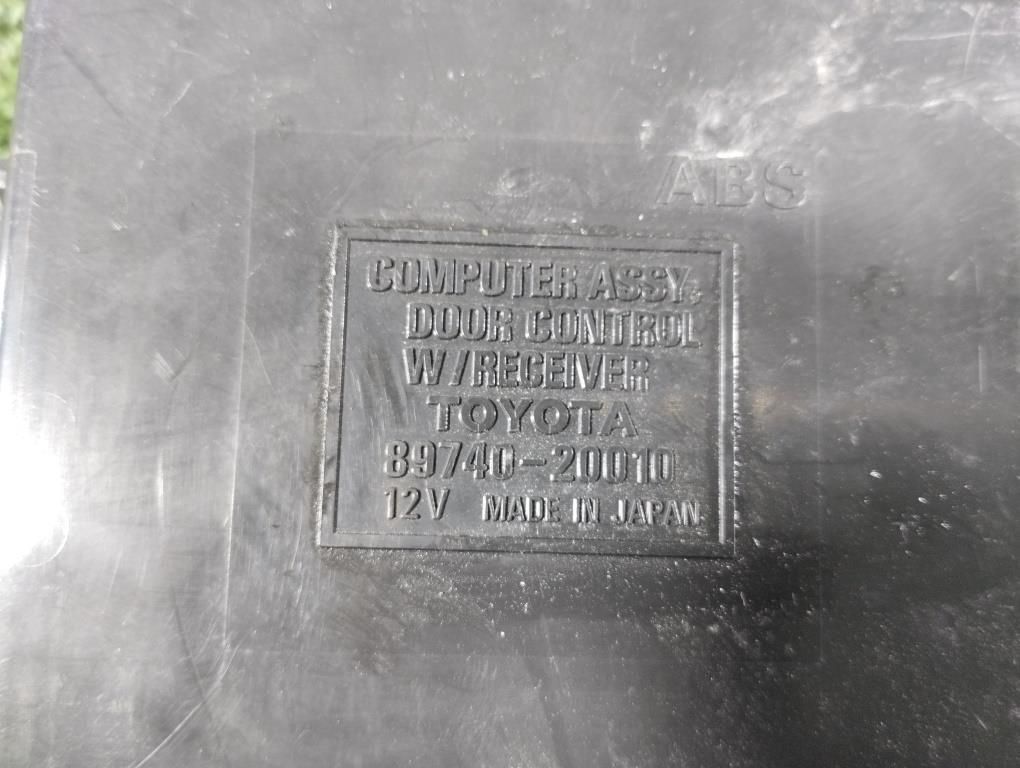 ABS
COMPUTER ASSY,
DOOR CONTROL
W/RECEIVER
TOYOTA
89740-20010
12V MADE IN JAPAN